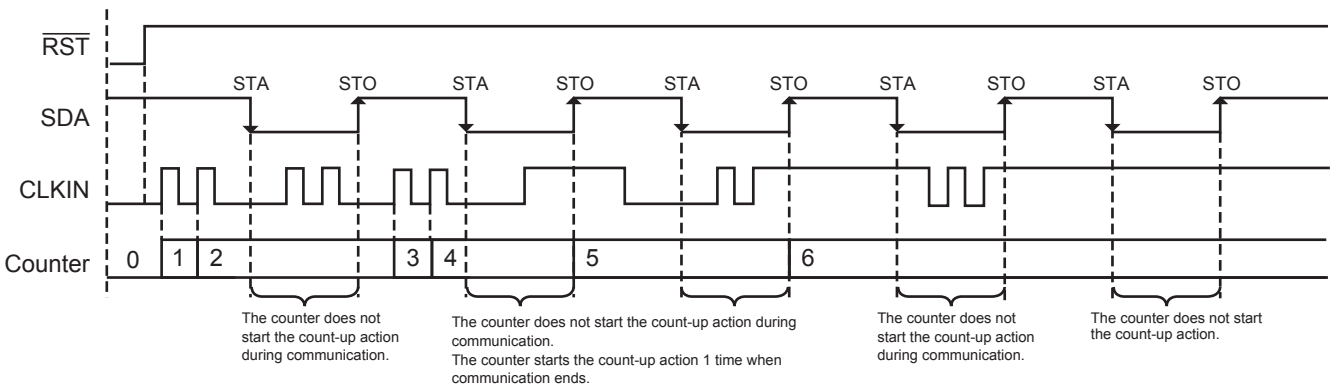 RST
STA STO STA STO STA STO STA STO STA STO
SDA
CLKIN
Counter 0 1 2 3 4 5 6
The counter does not
start the count-up action
during communication.
The counter does not start the count-up action during
communication.
The counter starts the count-up action 1 time when
communication ends.
The counter does not
start the count-up action
during communication.
The counter does not start
the count-up action.